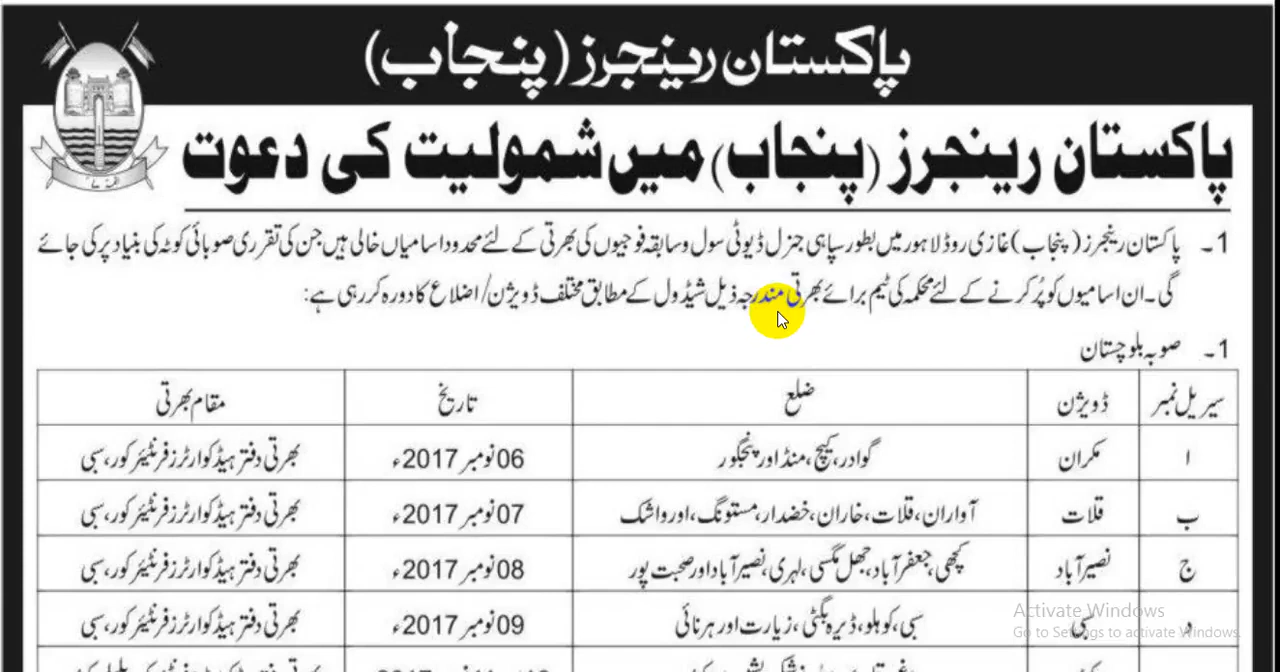 پاکستان رینجرز (پنجاب)
پاکستان رینجرز (پنجاب) میں شمولیت کی دعوت
1۔ پاکستان رینجرز (پنجاب) غازی روڈ لاہور میں بطور سپاہی جنرل ڈیوٹی سول و سابقہ فوجیوں کی بھرتی کے لئے محدود اسامیاں خالی ہیں جن کی تقرری صوبائی کوٹہ کی بنیاد پر کی جائے
گی۔ ان اسامیوں کو پُر کرنے کے لئے محکمہ کی ٹیم برائے بھرتی مندرجہ ذیل شیڈول کے مطابق مختلف ڈویژن/اضلاع کا دورہ کر رہی ہے:
1۔ صوبہ بلوچستان
سیریل نمبر ڈویژن ضلع تاریخ مقام بھرتی
ا مکران گوادر، کیچ، منڈ اور پنجگور 06 نومبر 2017ء بھرتی دفتر ہیڈ کوارٹرز فرنٹیئر کور، سبی
ب قلات آواران، قلات، خاران، خضدار، مستونگ، اور واشک 07 نومبر 2017ء بھرتی دفتر ہیڈ کوارٹرز فرنٹیئر کور، سبی
ج نصیر آباد کچھی، جعفر آباد، جھل مگسی، لہری، نصیر آباد اور صحبت پور 08 نومبر 2017ء بھرتی دفتر ہیڈ کوارٹرز فرنٹیئر کور، سبی
د سبی سبی، کوہلو، ڈیرہ بگٹی، زیارت اور ہرنائی 09 نومبر 2017ء بھرتی دفتر ہیڈ کوارٹرز فرنٹیئر کور، سبی
Activate Windows
Go to Settings to activate Windows.